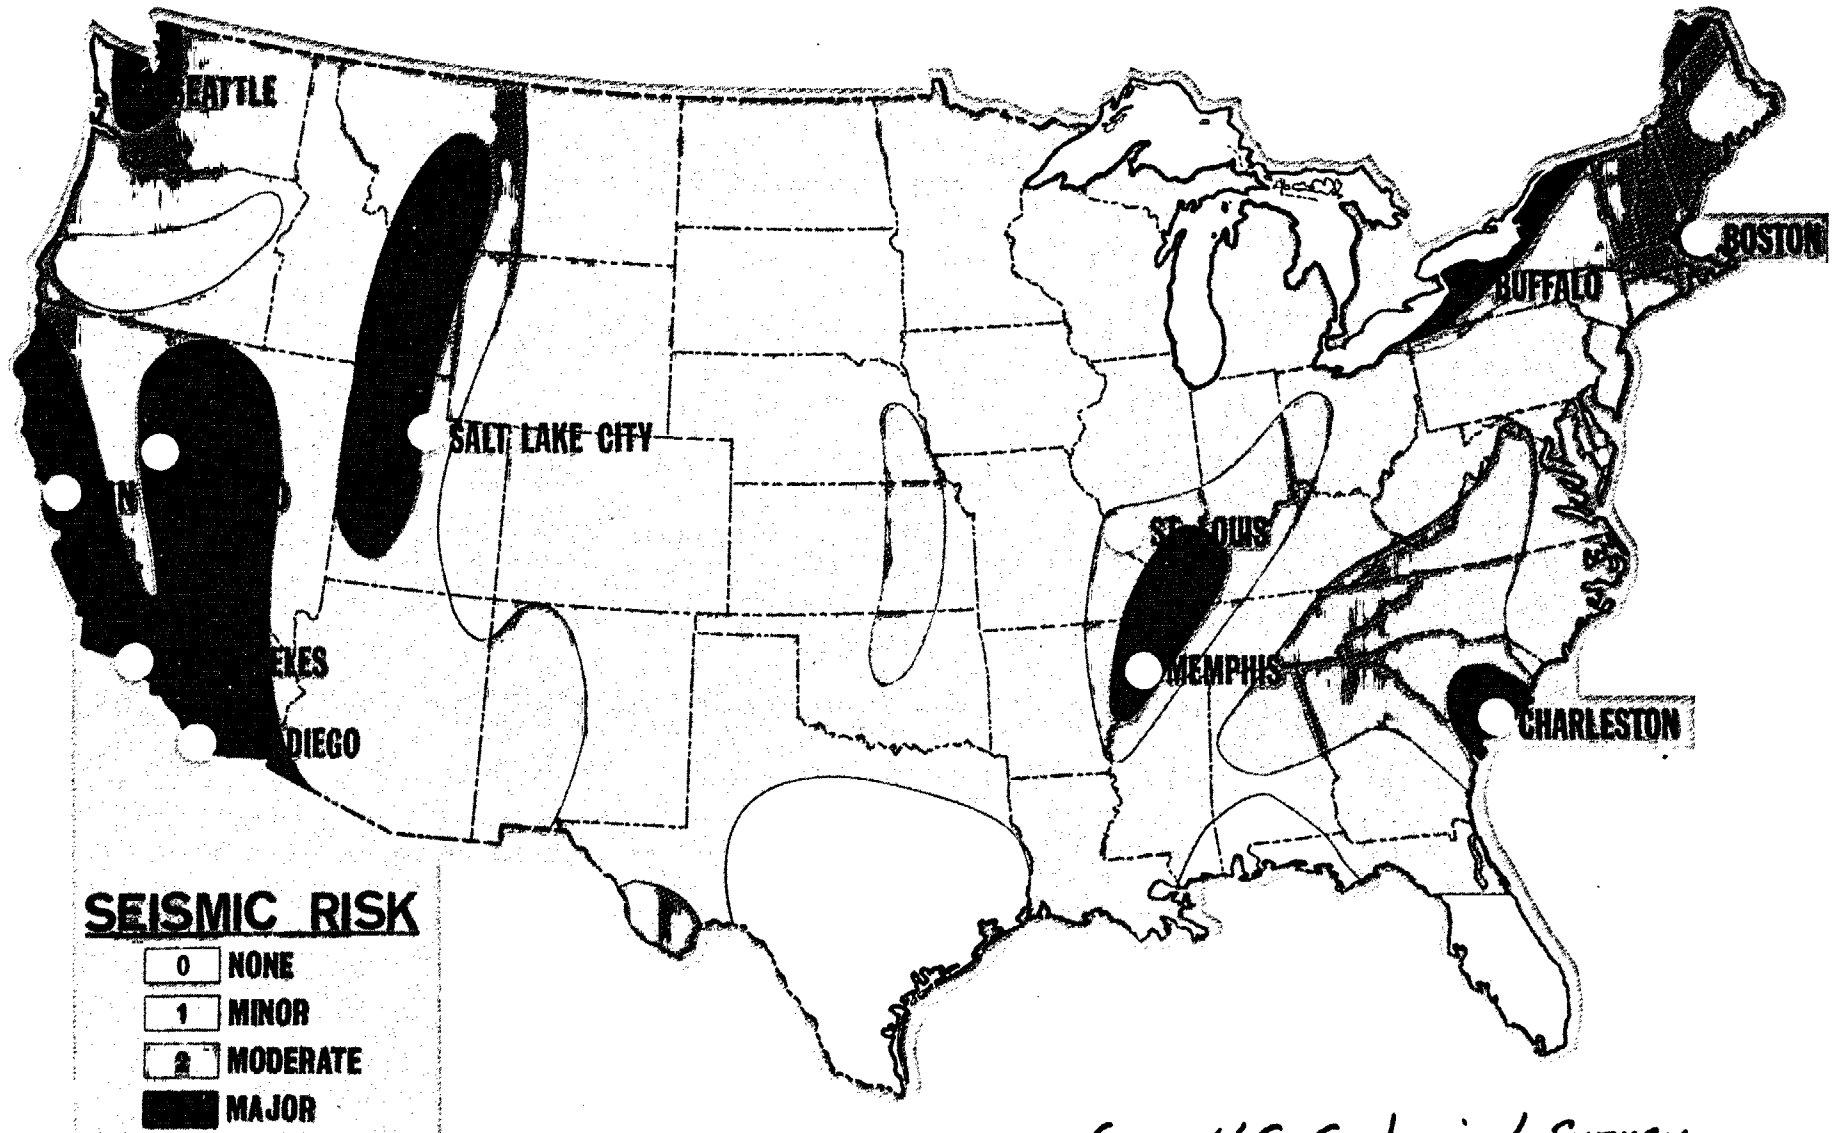 SEATTLE
BOSTON
BUFFALO
SALT LAKE CITY
ST. LOUIS
MEMPHIS
DIEGO
CHARLESTON
SEISMIC RISK
0 NONE
1 MINOR
2 MODERATE
MAJOR